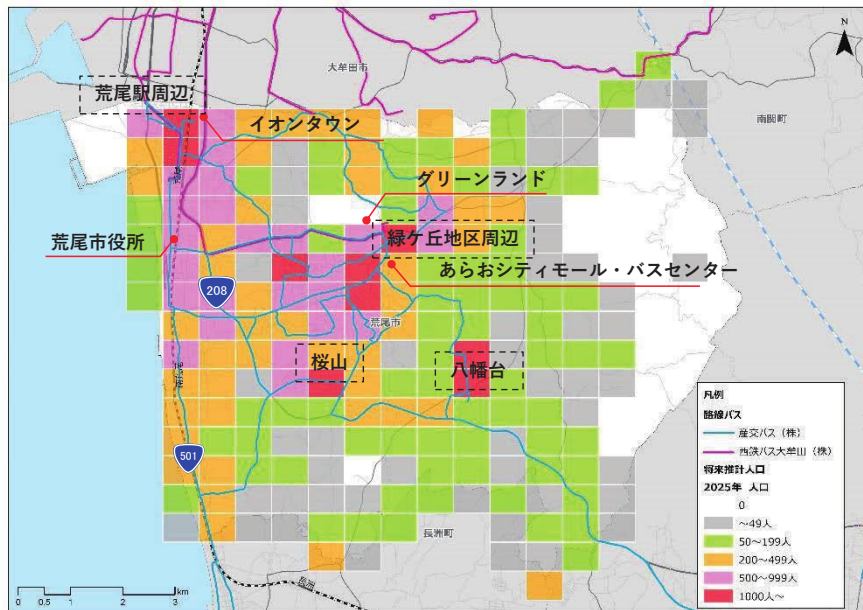 N
大牟田市
荒尾駅周辺
南関町
イオンタウン
グリーンランド
荒尾市役所
緑ケ丘地区周辺
あらおシティモール・バスセンター
208
荒尾市
桜山
八幡台
凡例
路線バス
産交バス（株）
西鉄バス大牟田（株）
将来推計人口
2025年 人口
0
～49人
50～199人
200～499人
500～999人
1000人～
501
長洲町
長洲
0 0.5 1 2 3
km